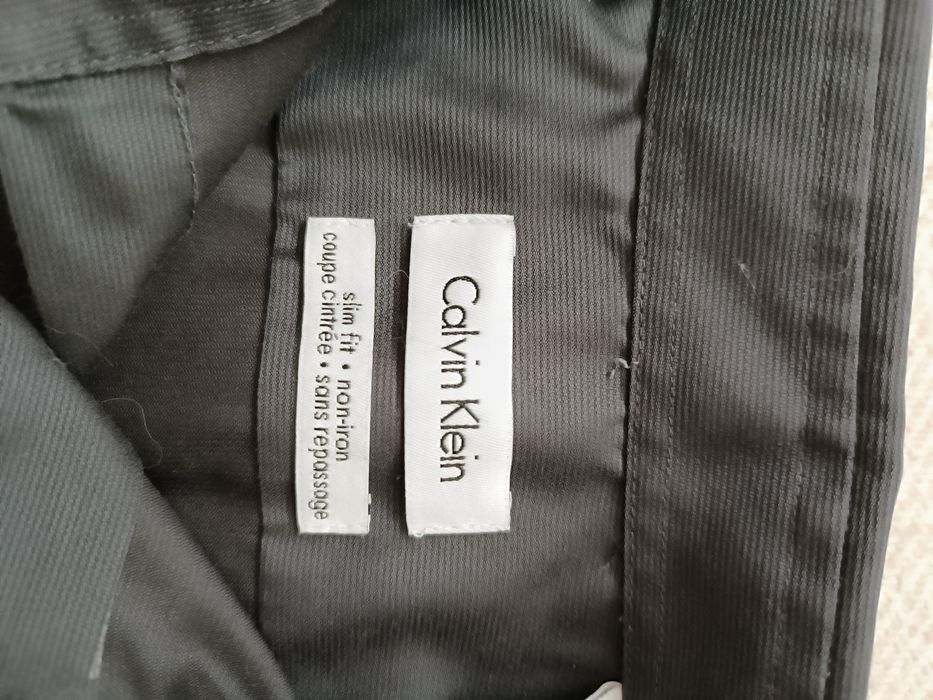 Calvin Klein
slim fit • non-iron
coupe cintrée • sans repassage